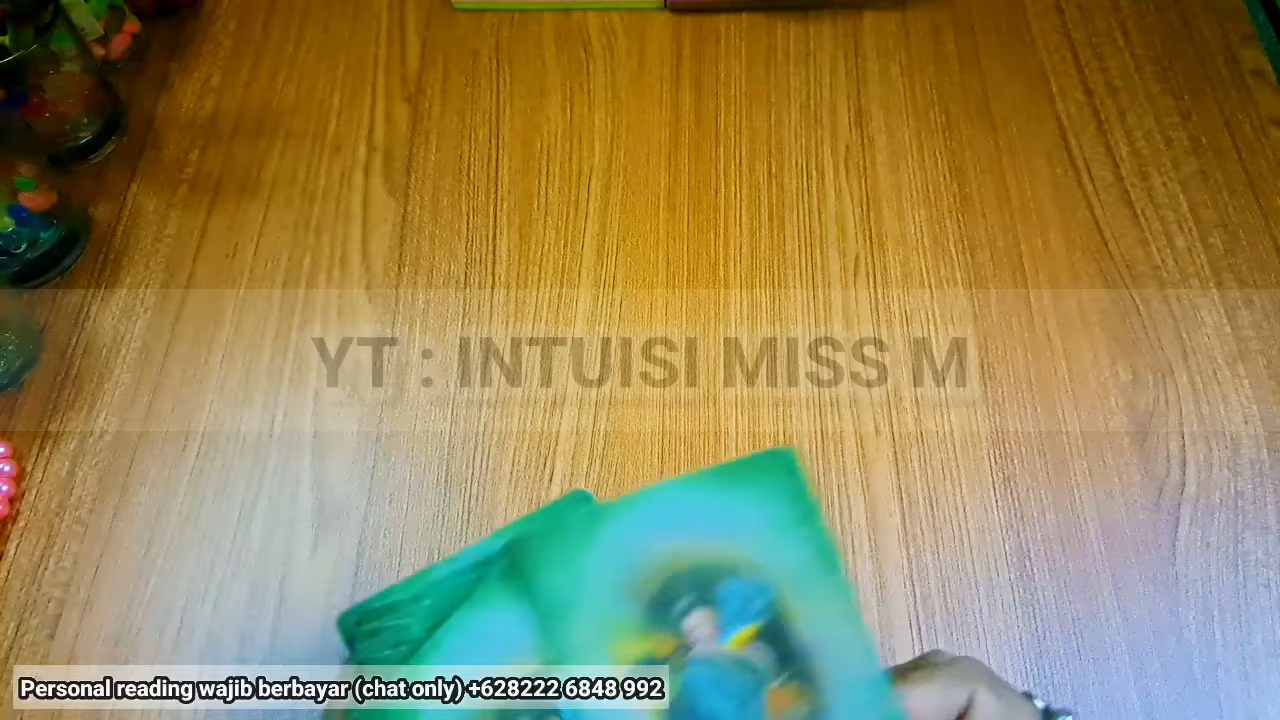 YT : INTUISI MISS M
Personal reading wajib berbayar (chat only) +628222 6848 992